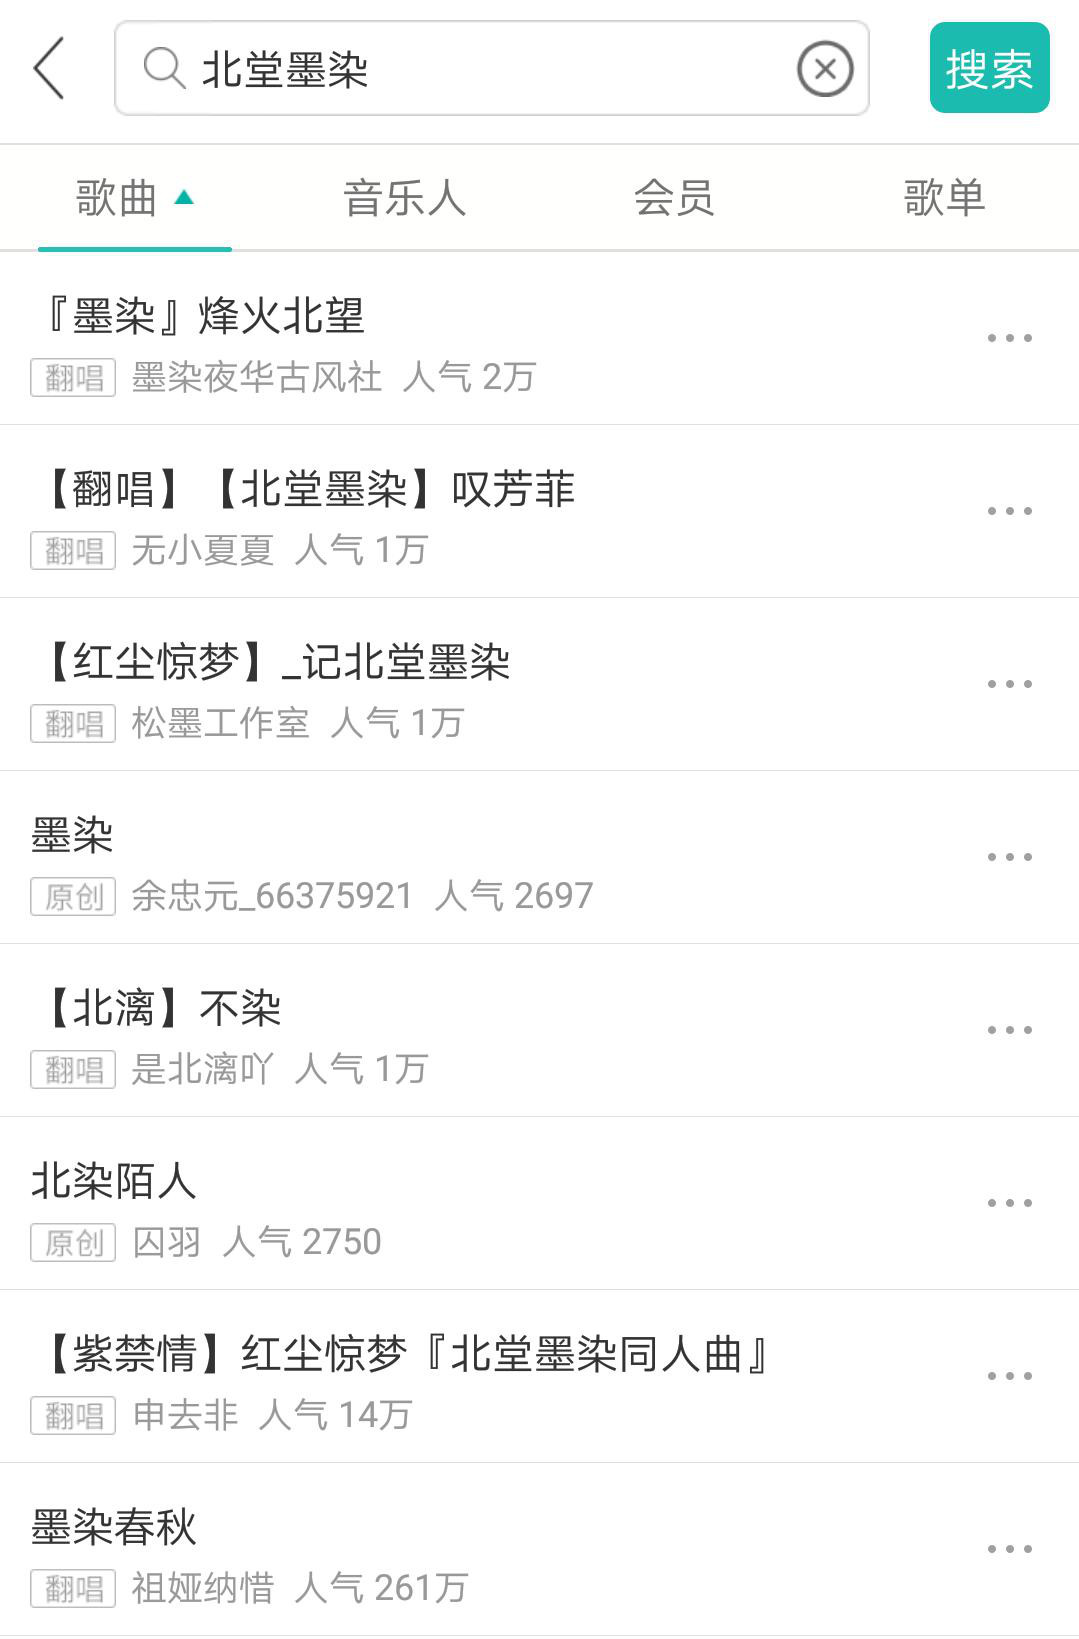 北堂墨染
搜索
歌曲 音乐人 会员 歌单
『墨染』烽火北望
翻唱 墨染夜华古风社 人气 2万
【翻唱】【北堂墨染】叹芳菲
翻唱 无小夏夏 人气 1万
【红尘惊梦】_记北堂墨染
翻唱 松墨工作室 人气 1万
墨染
原创 余忠元_66375921 人气 2697
【北漓】不染
翻唱 是北漓吖 人气 1万
北染陌人
原创 囚羽 人气 2750
【紫禁情】红尘惊梦『北堂墨染同人曲』
翻唱 申去非 人气 14万
墨染春秋
翻唱 祖娅纳惜 人气 261万